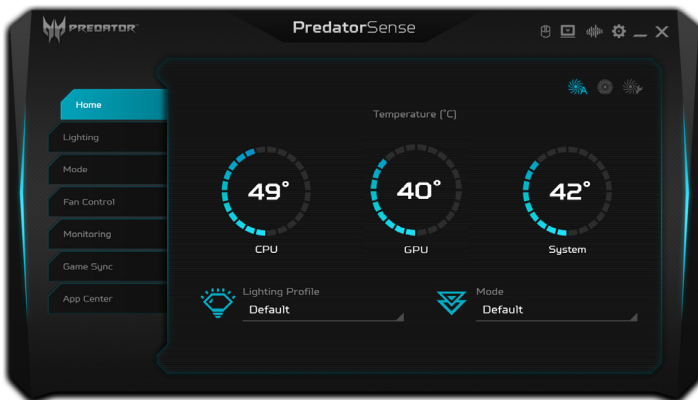 PREDATOR
PredatorSense
Home
Lighting
Mode
Fan Control
Monitoring
Game Sync
App Center
A
Temperature (°C)
49°
40°
42°
CPU
GPU
System
Lighting Profile
Default
Mode
Default